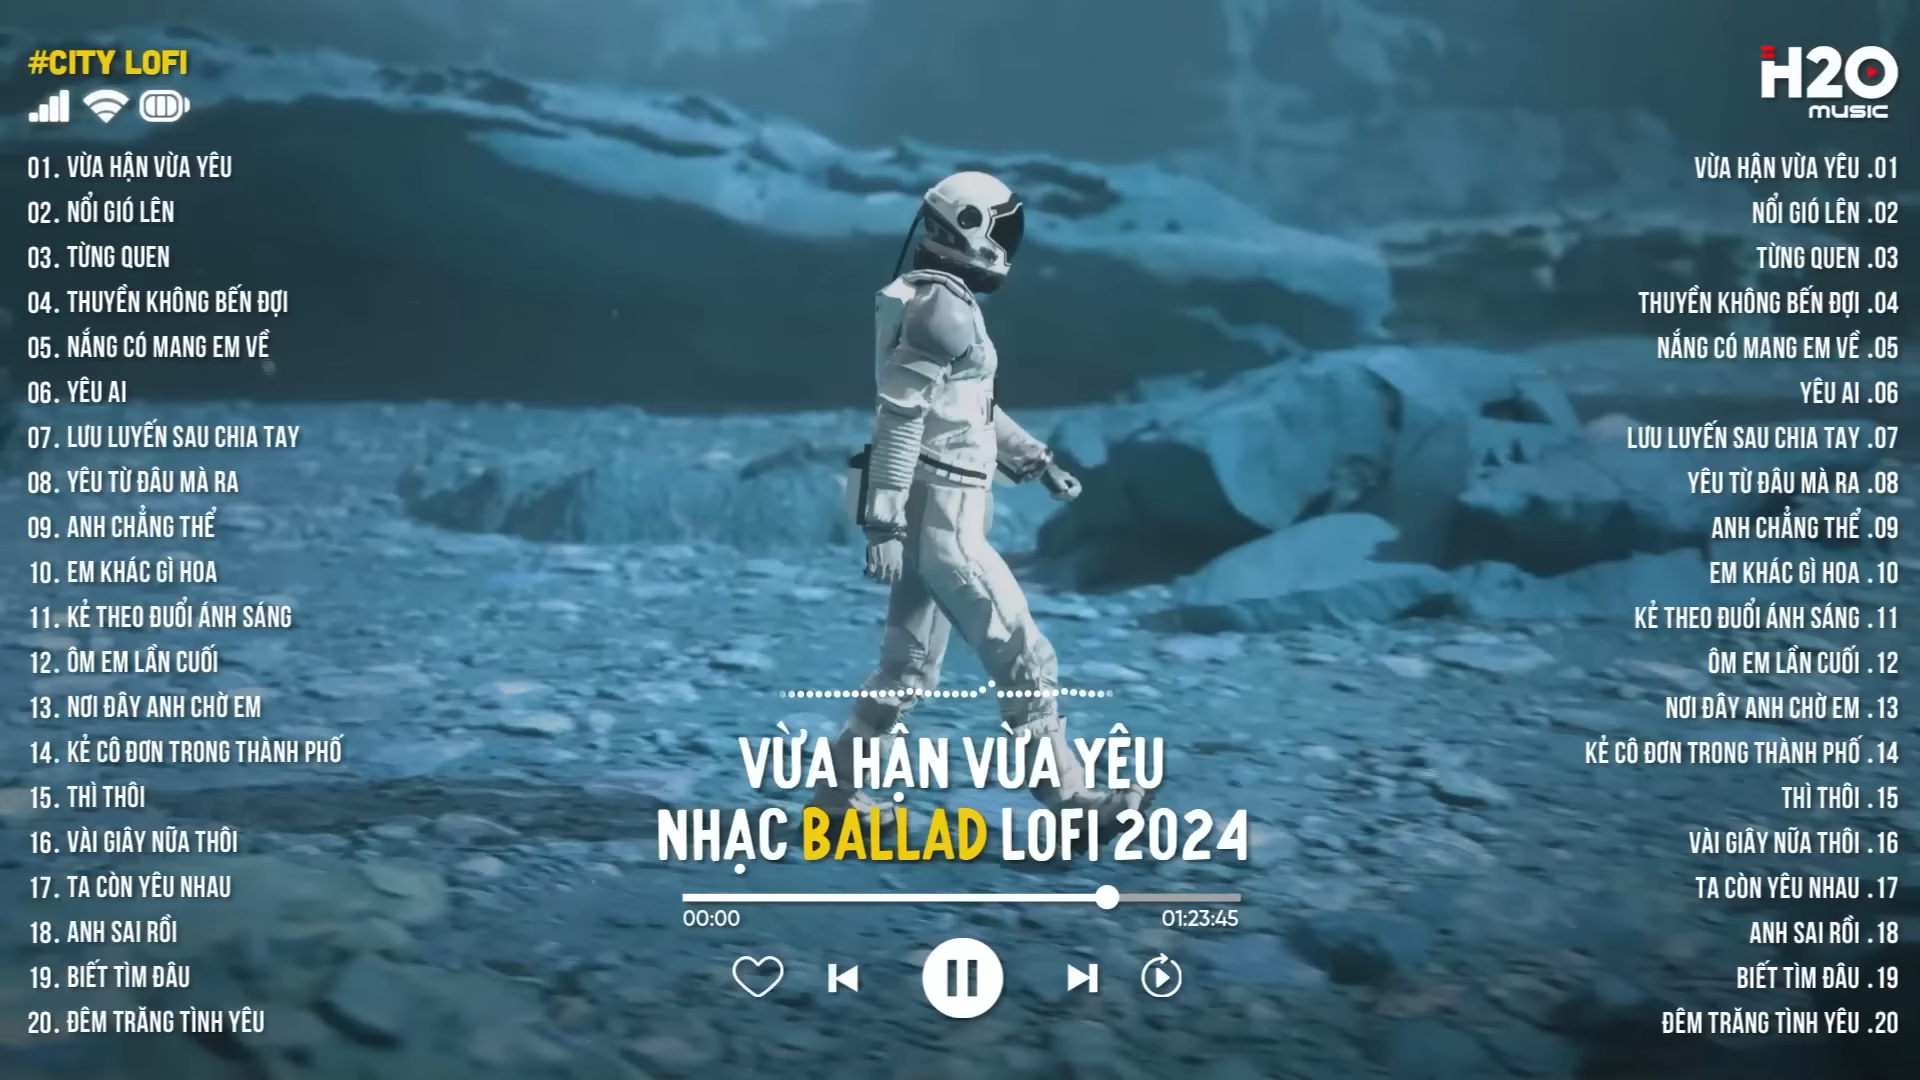 #CITY LOFI
H2O
MUSIC
01. VỪA HẬN VỪA YÊU
02. NỔI GIÓ LÊN
03. TỪNG QUEN
04. THUYỀN KHÔNG BẾN ĐỢI
05. NẮNG CÓ MANG EM VỀ
06. YÊU AI
07. LƯU LUYẾN SAU CHIA TAY
08. YÊU TỪ ĐÂU MÀ RA
09. ANH CHẲNG THỂ
10. EM KHÁC GÌ HOA
11. KẺ THEO ĐUỔI ÁNH SÁNG
12. ÔM EM LẦN CUỐI
13. NƠI ĐÂY ANH CHỜ EM
14. KẺ CÔ ĐƠN TRONG THÀNH PHỐ
15. THÌ THÔI
16. VÀI GIÂY NỮA THÔI
17. TA CÒN YÊU NHAU
18. ANH SAI RỒI
19. BIẾT TÌM ĐÂU
20. ĐÊM TRĂNG TÌNH YÊU
VỪA HẬN VỪA YÊU
NHẠC BALLAD LOFI 2024
00:00
01:23:45
VỪA HẬN VỪA YÊU .01
NỔI GIÓ LÊN .02
TỪNG QUEN .03
THUYỀN KHÔNG BẾN ĐỢI .04
NẮNG CÓ MANG EM VỀ .05
YÊU AI .06
LƯU LUYẾN SAU CHIA TAY .07
YÊU TỪ ĐÂU MÀ RA .08
ANH CHẲNG THỂ .09
EM KHÁC GÌ HOA .10
KẺ THEO ĐUỔI ÁNH SÁNG .11
ÔM EM LẦN CUỐI .12
NƠI ĐÂY ANH CHỜ EM .13
KẺ CÔ ĐƠN TRONG THÀNH PHỐ .14
THÌ THÔI .15
VÀI GIÂY NỮA THÔI .16
TA CÒN YÊU NHAU .17
ANH SAI RỒI .18
BIẾT TÌM ĐÂU .19
ĐÊM TRĂNG TÌNH YÊU .20